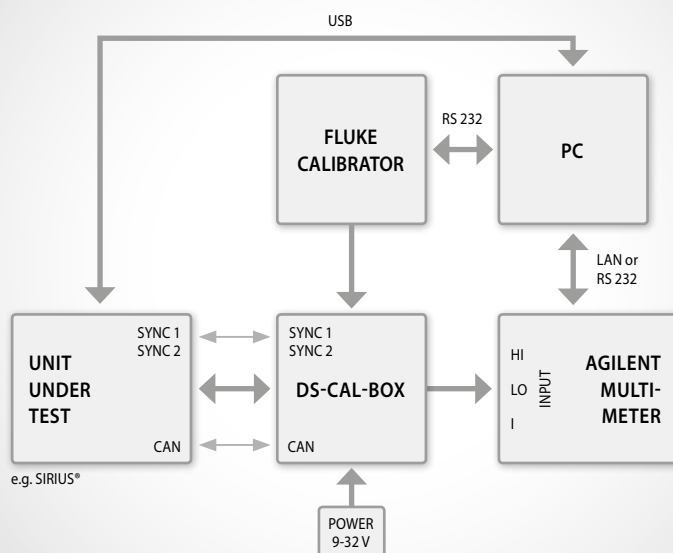 USB
FLUKE
CALIBRATOR
RS 232
PC
LAN or
RS 232
UNIT
UNDER
TEST
SYNC 1
SYNC 2
CAN
e.g. SIRIUS®
SYNC 1
SYNC 2
DS-CAL-BOX
CAN
HI
LO
I
INPUT
AGILENT
MULTI-
METER
POWER
9-32 V